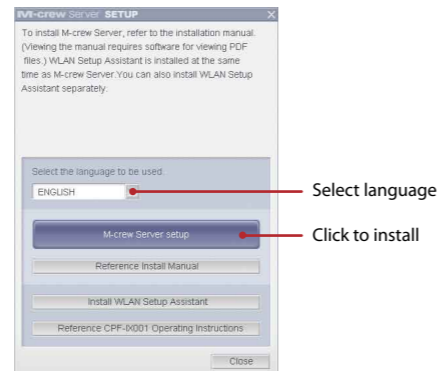 M-crew Server SETUP
To install M-crew Server, refer to the installation manual.
(Viewing the manual requires software for viewing PDF
files.) WLAN Setup Assistant is installed at the same
time as M-crew Server.You can also install WLAN Setup
Assistant separately.
Select the language to be used.
ENGLISH
Select language
M-crew Server setup
Click to install
Reference Install Manual
Install WLAN Setup Assistant
Reference CPF-IX001 Operating Instructions
Close